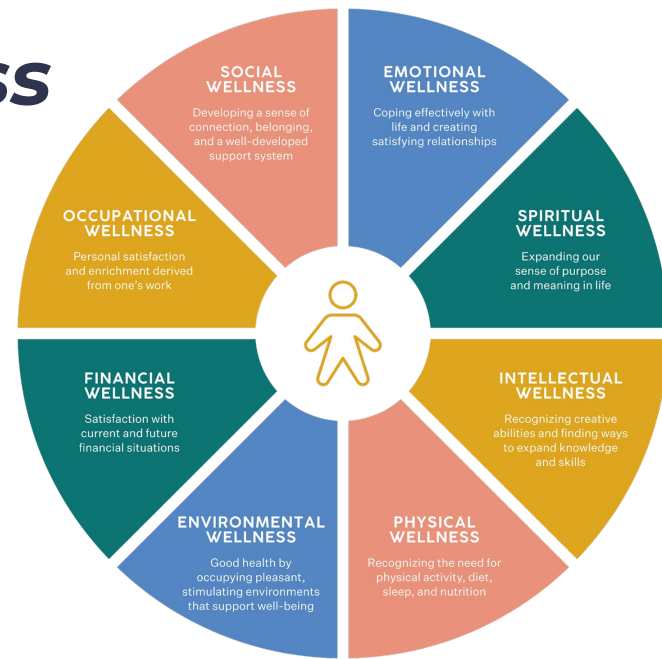 ss
SOCIAL
WELLNESS
Developing a sense of
connection, belonging,
and a well-developed
support system
EMOTIONAL
WELLNESS
Coping effectively with
life and creating
satisfying relationships
SPIRITUAL
WELLNESS
Expanding our
sense of purpose
and meaning in life
INTELLECTUAL
WELLNESS
Recognizing creative
abilities and finding ways
to expand knowledge
and skills
PHYSICAL
WELLNESS
Recognizing the need for
physical activity, diet,
sleep, and nutrition
ENVIRONMENTAL
WELLNESS
Good health by
occupying pleasant,
stimulating environments
that support well-being
FINANCIAL
WELLNESS
Satisfaction with
current and future
financial situations
OCCUPATIONAL
WELLNESS
Personal satisfaction
and enrichment derived
from one's work